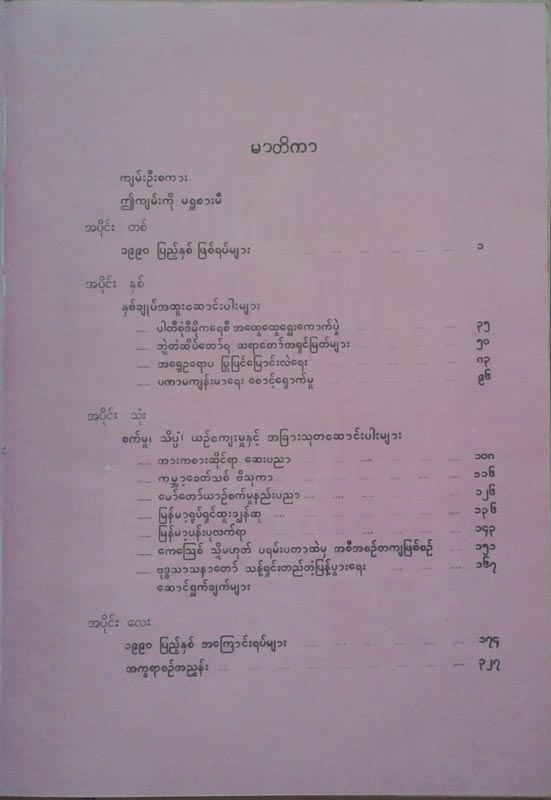 မာတိကာ
ကျမ်းဦးစကား
ဤကျမ်းကို မရှုစားမီ
အပိုင်း တစ်
၁၉၉၀ ပြည့်နှစ် ဖြစ်ရပ်များ ... .... ... ... ... ... ၁
အပိုင်း နှစ်
နှစ်ချုပ်အထူးဆောင်းပါးများ
— ပါတီစုံဒီမိုကရေစီ အထွေထွေရွေးကောက်ပွဲ ... ... ... ၃၅
— ဘွဲ့တံဆိပ်တော်ရ ဆရာတော်အရှင်မြတ်များ ... ... ... ၅၀
— အရှေ့ဥရောပ ပြုပြင်ပြောင်းလဲရေး ... ... ... ... ၈၃
— ပဏာမကျန်းမာရေး စောင့်ရှောက်မှု ... ... ... ... ၉၆
အပိုင်း သုံး
စက်မှု၊ သိပ္ပံ၊ ယဉ်ကျေးမှုနှင့် အခြားသုတဆောင်းပါးများ
— အားကစားဆိုင်ရာ ဆေးပညာ .... ... ... ... ၁၀၈
— ကမ္ဘာ့ခေတ်သစ် ဗိသုကာ ... ... ... ... ... ၁၁၆
— မော်တော်ယာဉ်စက်မှုနည်းပညာ .... ... ... ... ... ၁၂၆
— မြန်မာ့ရုပ်ရှင်ထူးချွန်ဆု ... ... ... ... ... ၁၃၆
— မြန်မာ့ပန်းပုလက်ရာ ... ... ... ... ... ... ၁၄၃
— ကေဩစ် သို့မဟုတ် ပရမ်းပတာထဲမှ အစီအစဉ်တကျဖြစ်စဉ် ... ၁၅၁
— ဗုဒ္ဓသာသနာတော် သန့်ရှင်းတည်တံ့ပြန့်ပွားရေး ... ... ... ၁၆၇
ဆောင်ရွက်ချက်များ
အပိုင်း လေး
၁၉၉၀ ပြည့်နှစ် အကြောင်းရပ်များ ... ... ... ... ... ၁၇၄
အက္ခရာစဉ်အညွှန်း ... ... ... ... ... ... ... .... ၃၂၇